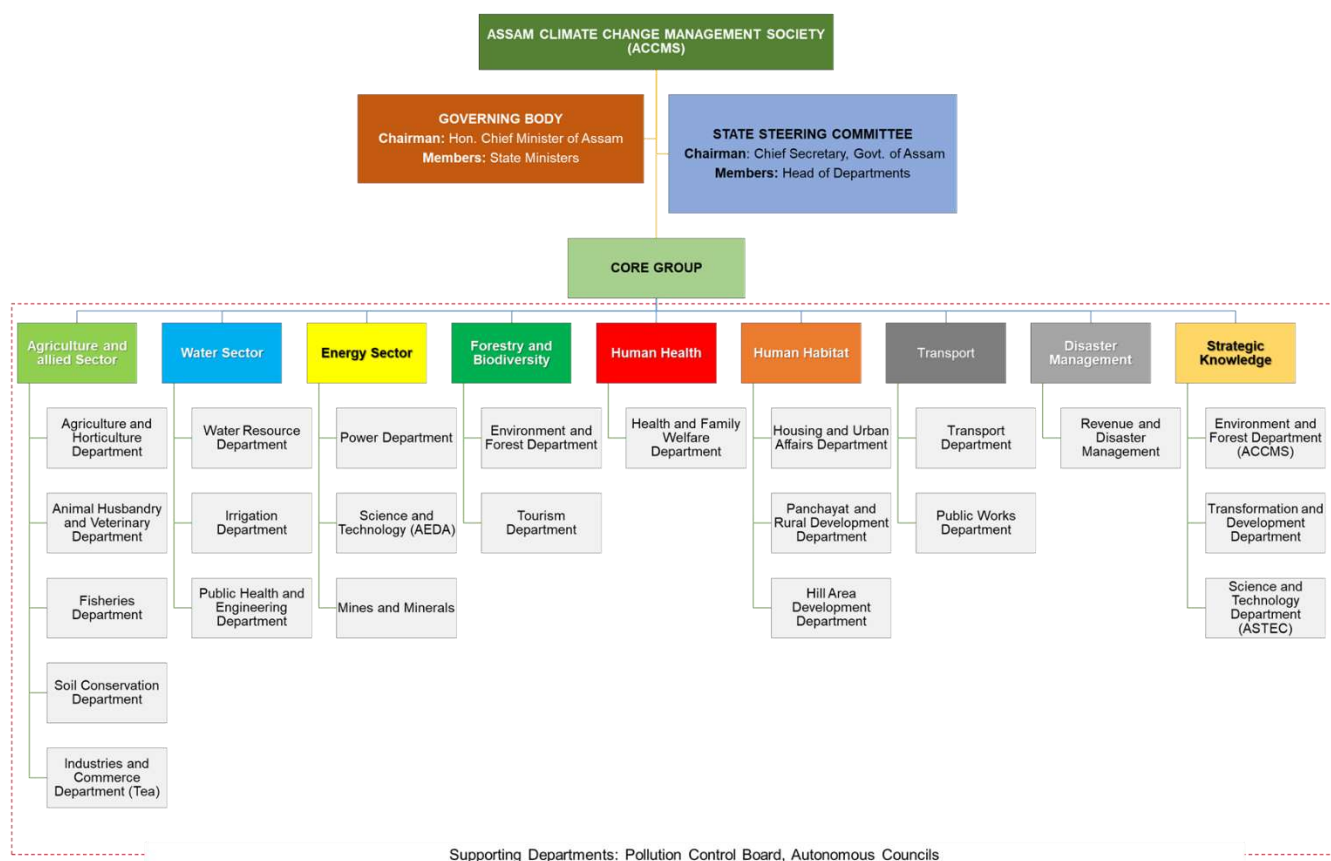 ASSAM CLIMATE CHANGE MANAGEMENT SOCIETY
(ACCMS)
GOVERNING BODY
Chairman: Hon. Chief Minister of Assam
Members: State Ministers
STATE STEERING COMMITTEE
Chairman: Chief Secretary, Govt. of Assam
Members: Head of Departments
CORE GROUP
Agriculture and
allied Sector
Water Sector
Energy Sector
Forestry and
Biodiversity
Human Health
Human Habitat
Transport
Disaster
Management
Strategic
Knowledge
Agriculture and
Horticulture
Department
Animal Husbandry
and Veterinary
Department
Fisheries
Department
Soil Conservation
Department
Industries and
Commerce
Department (Tea)
Water Resource
Department
Irrigation
Department
Public Health and
Engineering
Department
Power Department
Science and
Technology (AEDA)
Mines and Minerals
Environment and
Forest Department
Tourism
Department
Health and Family
Welfare
Department
Housing and Urban
Affairs Department
Panchayat and
Rural Development
Department
Hill Area
Development
Department
Transport
Department
Public Works
Department
Revenue and
Disaster
Management
Environment and
Forest Department
(ACCMS)
Transformation and
Development
Department
Science and
Technology
Department
(ASTEC)
Supporting Departments: Pollution Control Board, Autonomous Councils